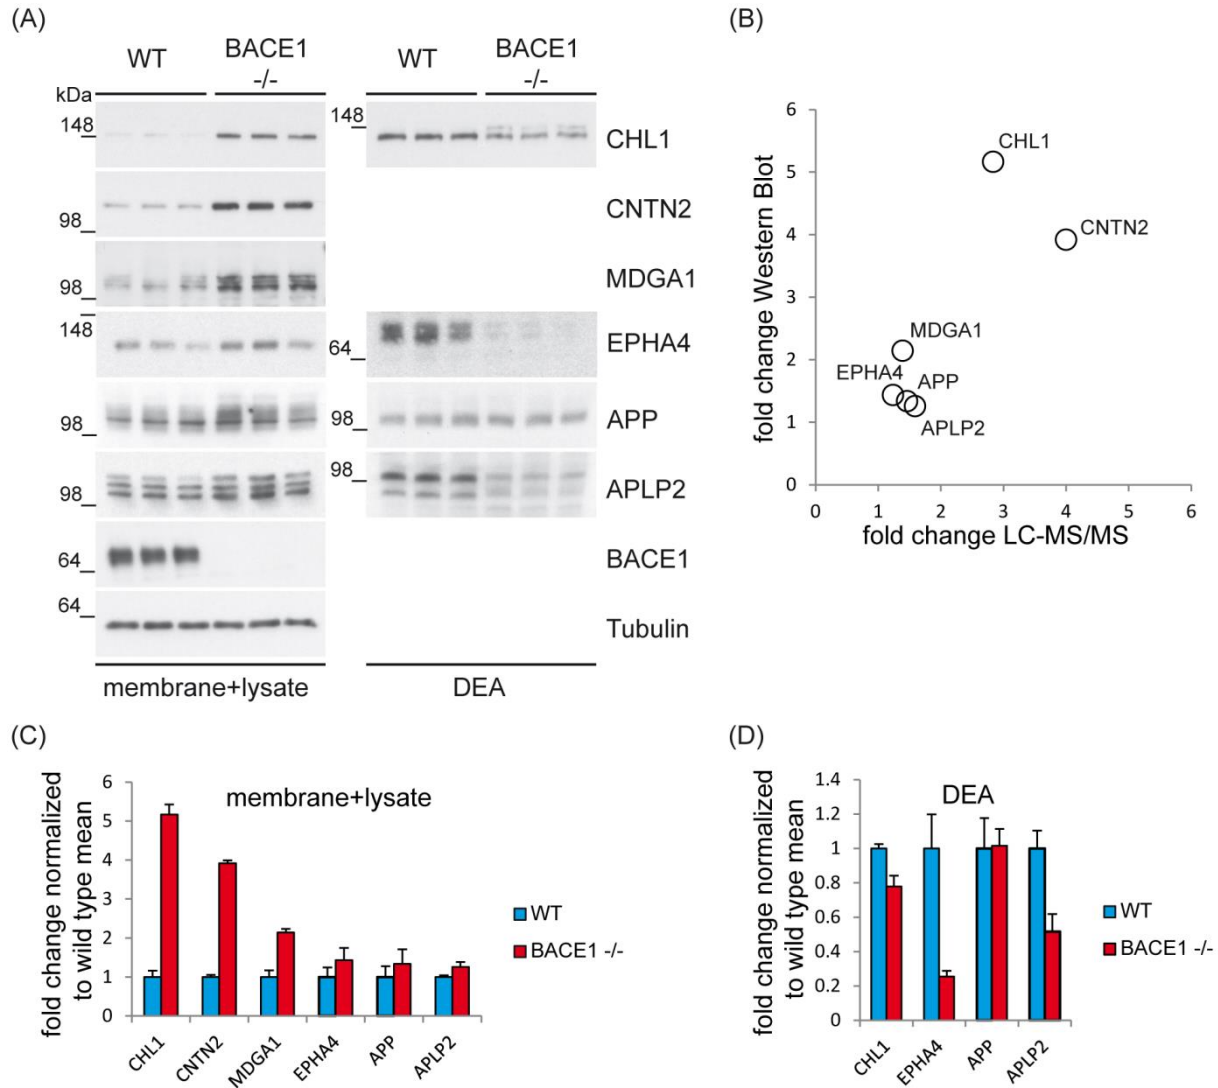 (A)
WT BACE1 -/- WT BACE1 -/-
kDa
148 148 CHL1
98 CNTN2
98 MDGA1
148 64 EPHA4
98 98 APP
98 98 APLP2
64 BACE1
64 Tubulin
membrane+lysate DEA
(B)
fold change Western Blot
6
5
4
3
2
1
0
CHL1
CNTN2
MDGA1
EPHA4
APP
APLP2
0 1 2 3 4 5 6
fold change LC-MS/MS
(C)
fold change normalized
to wild type mean
membrane+lysate
6
5
4
3
2
1
0
CHL1 CNTN2 MDGA1 EPHA4 APP APLP2
WT
BACE1 -/-
(D)
fold change normalized
to wild type mean
DEA
1.4
1.2
1
0.8
0.6
0.4
0.2
0
CHL1 EPHA4 APP APLP2
WT
BACE1 -/-